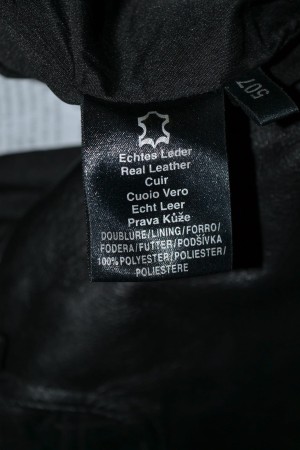 507
Echtes Leder
Real Leather
Cuir
Cuoio Vero
Echt Leer
Prava Kůže
DOUBLURE/LINING/FORRO/
FODERA/FUTTER/PODŠÍVKA
100% POLYESTER/POLIESTER/
POLIESTERE